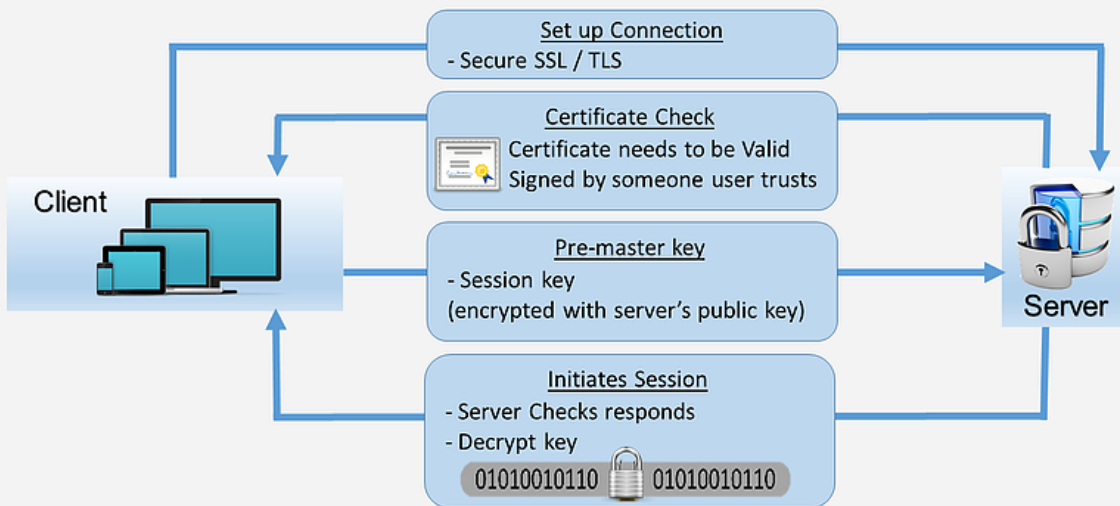 Set up Connection
- Secure SSL / TLS
Certificate Check
Certificate needs to be Valid
Signed by someone user trusts
Client
Pre-master key
- Session key
(encrypted with server's public key)
Server
Initiates Session
- Server Checks responds
- Decrypt key
01010010110 01010010110